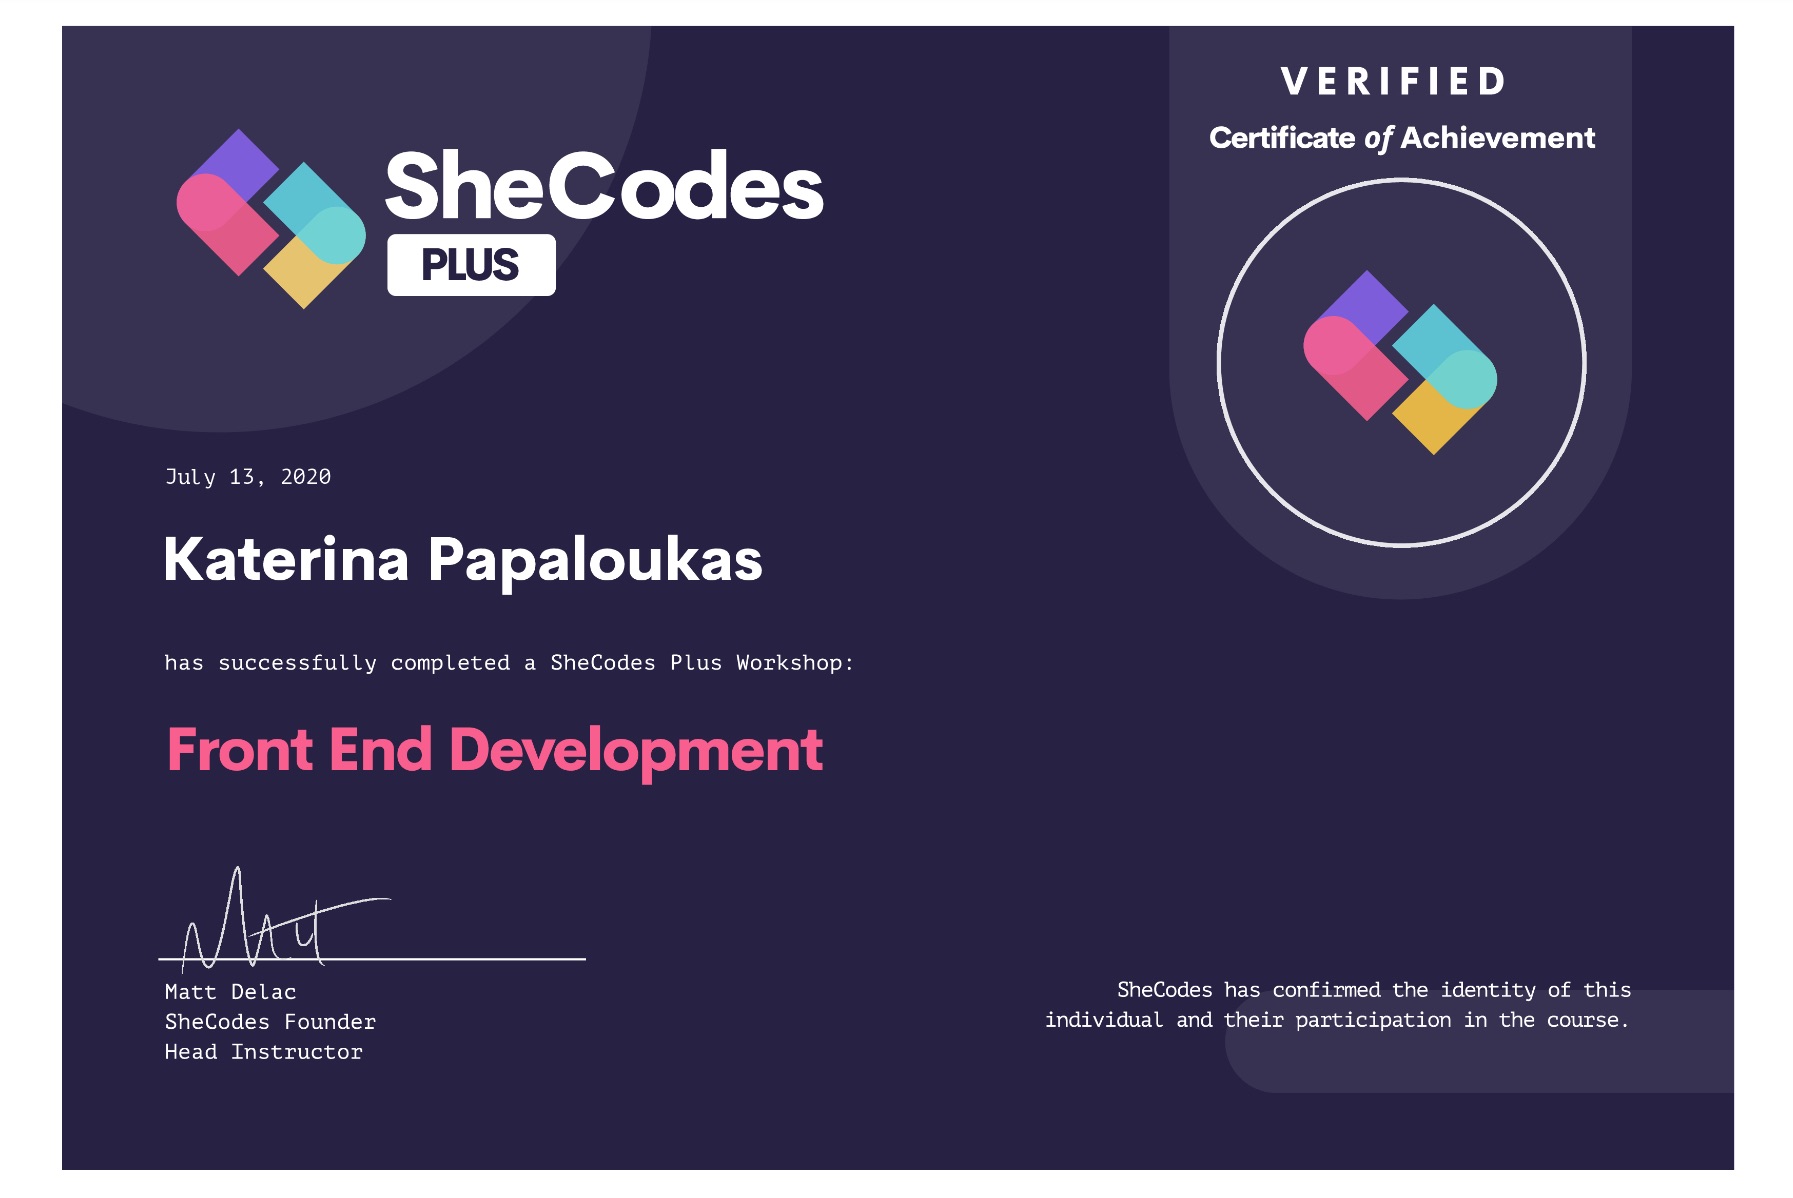 SheCodes
PLUS
VERIFIED
Certificate of Achievement
July 13, 2020
Katerina Papaloukas
has successfully completed a SheCodes Plus Workshop:
Front End Development
Matt
Matt Delac
SheCodes Founder
Head Instructor
SheCodes has confirmed the identity of this
individual and their participation in the course.